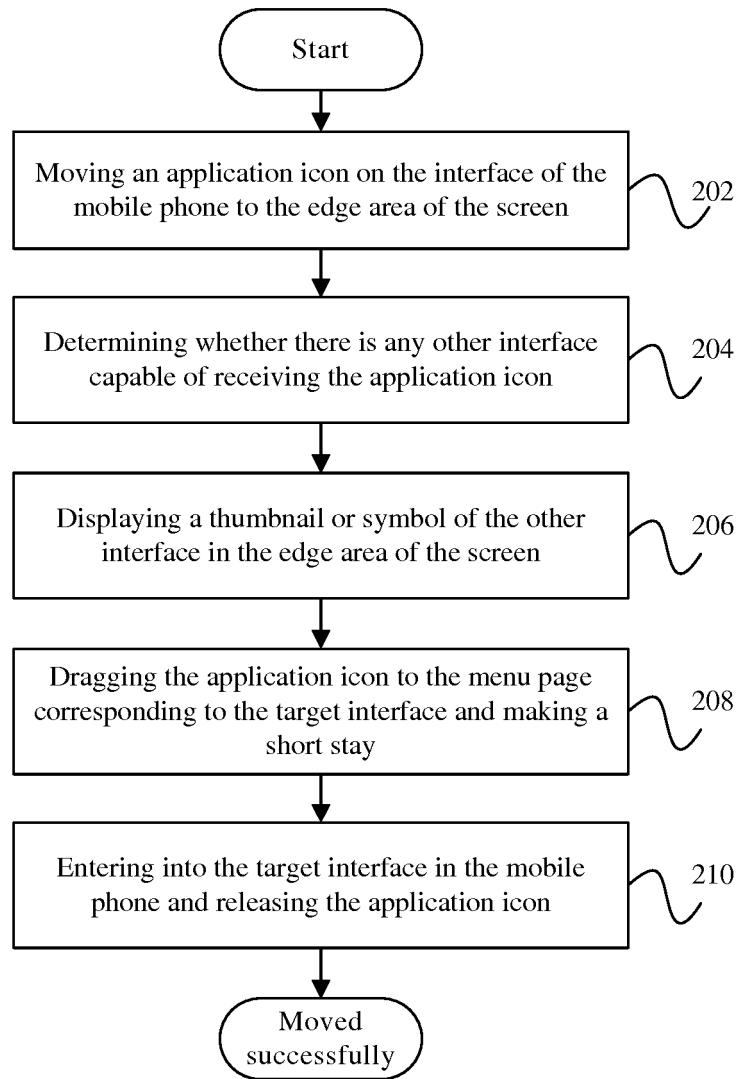 Start
Moving an application icon on the interface of the
mobile phone to the edge area of the screen
202
Determining whether there is any other interface
capable of receiving the application icon
204
Displaying a thumbnail or symbol of the other
interface in the edge area of the screen
206
Dragging the application icon to the menu page
corresponding to the target interface and making a
short stay
208
Entering into the target interface in the mobile
phone and releasing the application icon
210
Moved
successfully